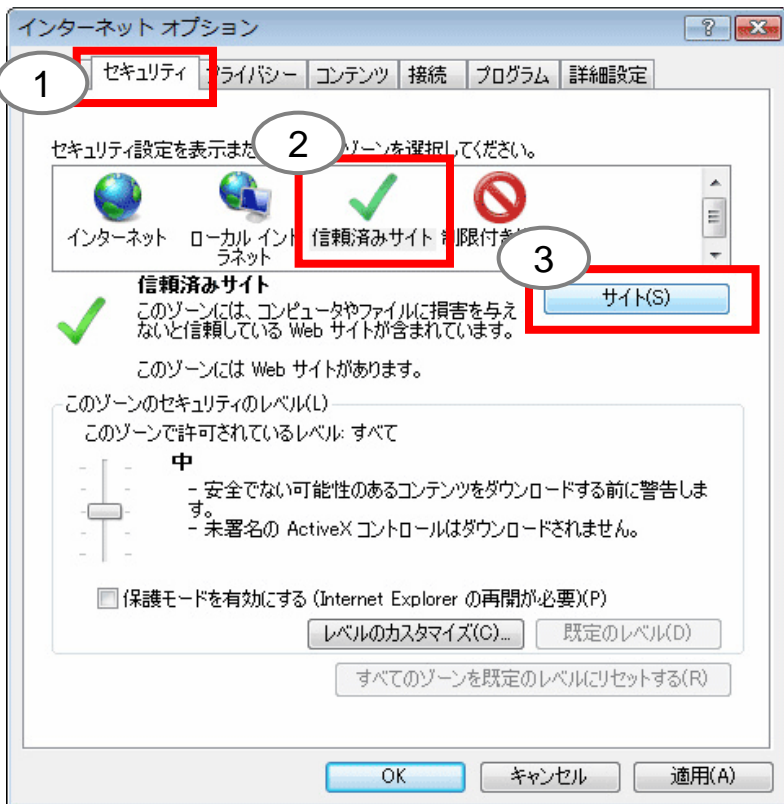 インターネット オプション
1
セキュリティ
プライバシー
コンテンツ
接続
プログラム
詳細設定
2
セキュリティ設定を表示また
ゾーンを選択してください。
インターネット
ローカル イント
ラネット
信頼済みサイト
制限付き
3
信頼済みサイト
サイト(S)
このゾーンには、コンピュータやファイルに損害を与え
ないと信頼している Web サイトが含まれています。
このゾーンには Web サイトがあります。
このゾーンのセキュリティのレベル(L)
このゾーンで許可されているレベル: すべて
中
- 安全でない可能性のあるコンテンツをダウンロードする前に警告しま
す。
- 未署名の ActiveX コントロールはダウンロードされません。
保護モードを有効にする (Internet Explorer の再開が必要)(P)
レベルのカスタマイズ(C)...
既定のレベル(D)
すべてのゾーンを既定のレベルにリセットする(R)
OK
キャンセル
適用(A)